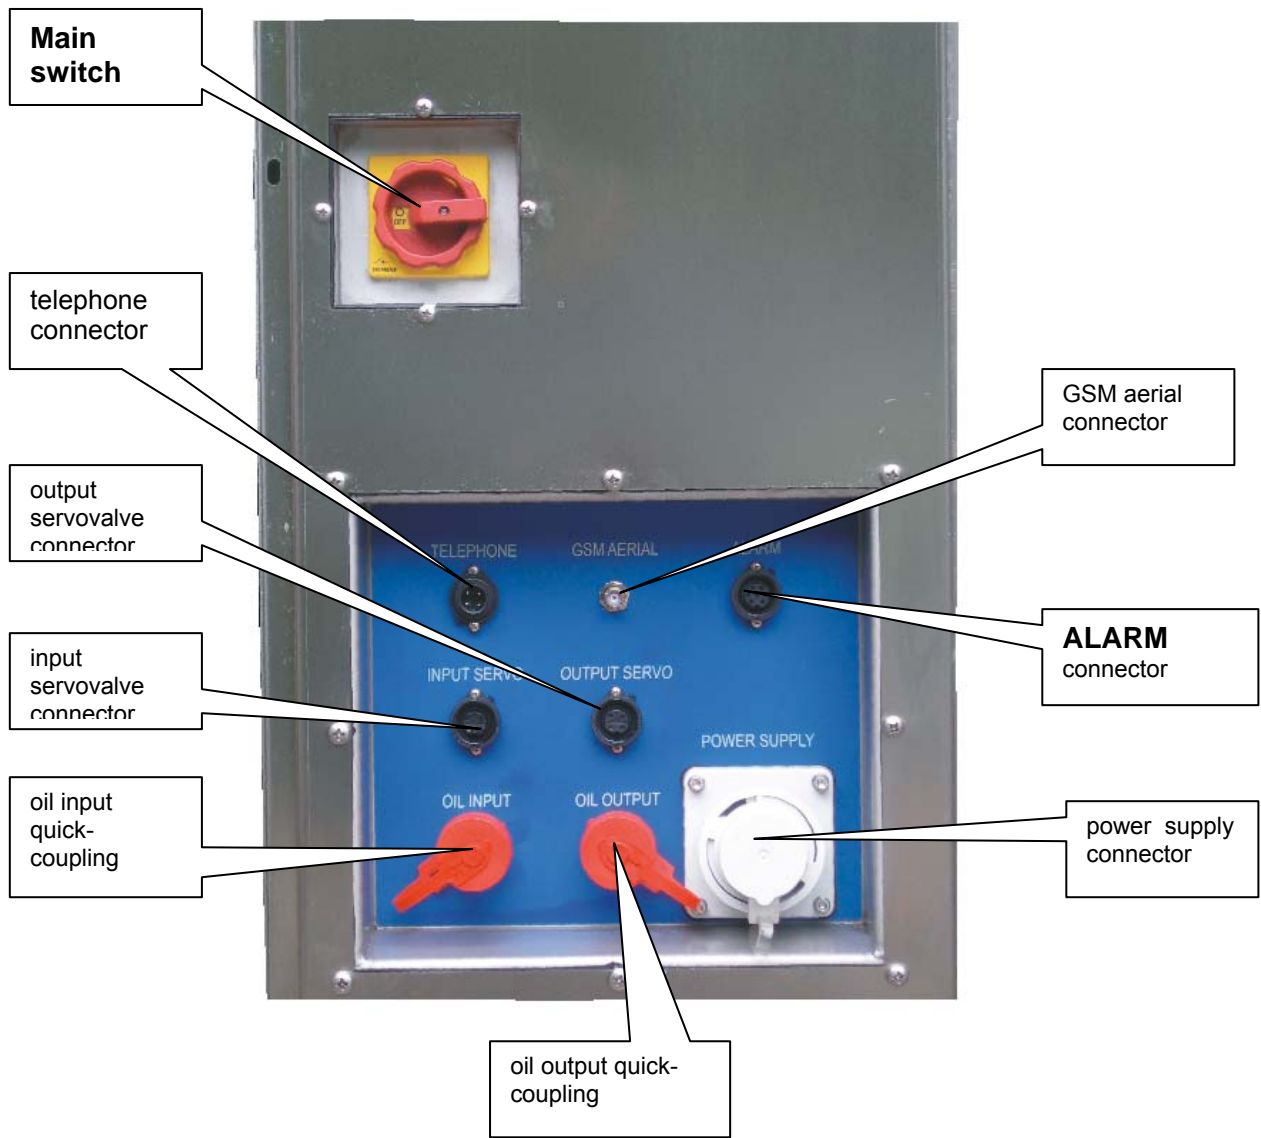 Main
switch
OFF
telephone
connector
GSM aerial
connector
output
servovalve
connector
TELEPHONE
GSM AERIAL
ALARM
ALARM
connector
input
servovalve
connector
INPUT SERVO
OUTPUT SERVO
POWER SUPPLY
oil input
quick-
coupling
OIL INPUT
OIL OUTPUT
power supply
connector
oil output quick-
coupling